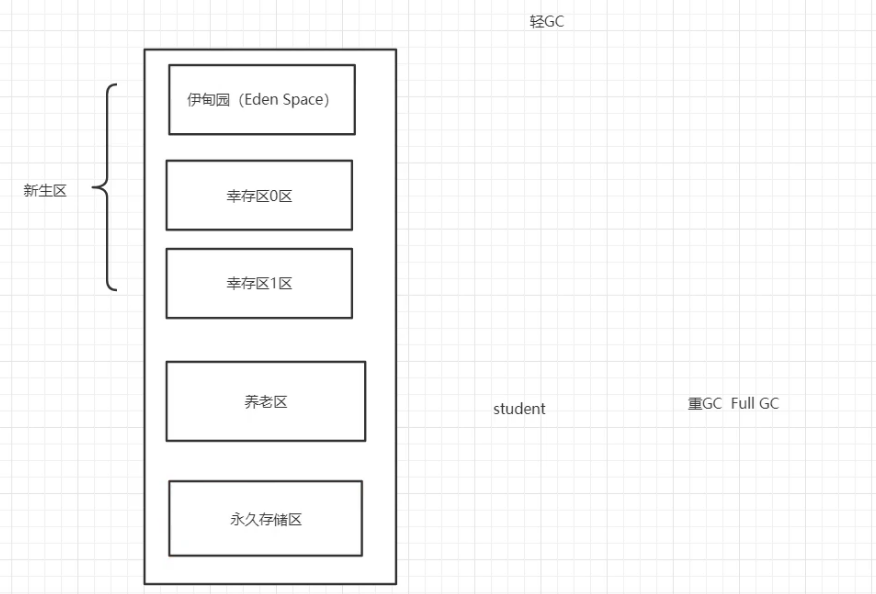 轻GC
伊甸园（Eden Space）
新生区
幸存区0区
幸存区1区
养老区
student
重GC Full GC
永久存储区